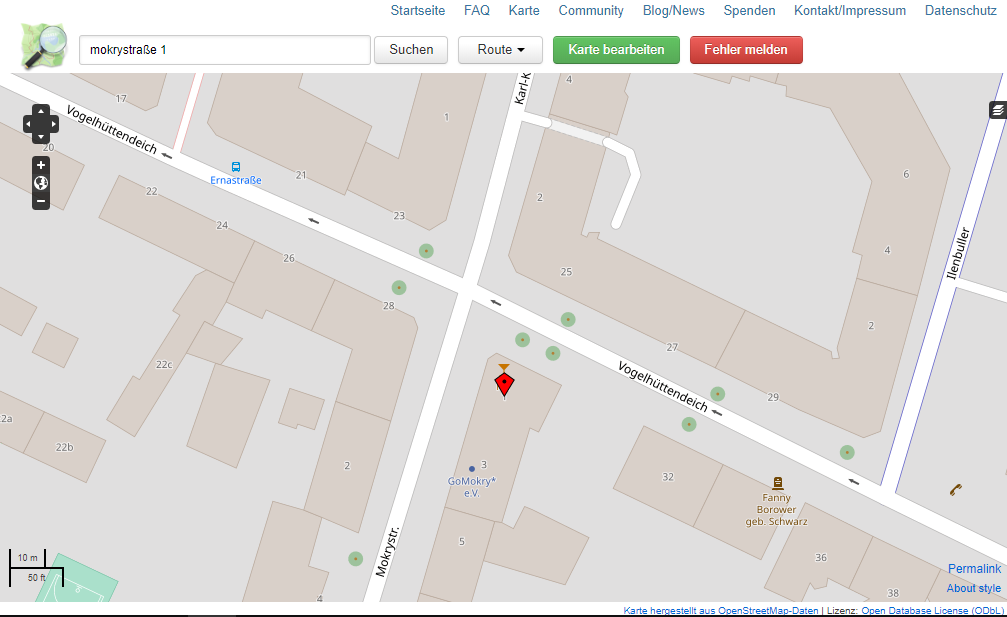 Startseite FAQ Karte Community Blog/News Spenden Kontakt/Impressum Datenschutz
mokrystraße 1 Suchen Route Karte bearbeiten Fehler melden
17
1
4
Karl-K
Vogelhüttendeich
20
Ernastraße
21
22
23
2
6
24
4
Ilenbuller
26
25
28
2
27
22c
Vogelhüttendeich
29
2a
22b
2
3
GoMokry*
e.V.
32
Fanny
Borower
geb. Schwarz
Mokrystr.
5
36
10 m
50 ft
4
38
Permalink
About style
Karte hergestellt aus OpenStreetMap-Daten | Lizenz: Open Database License (ODbL)